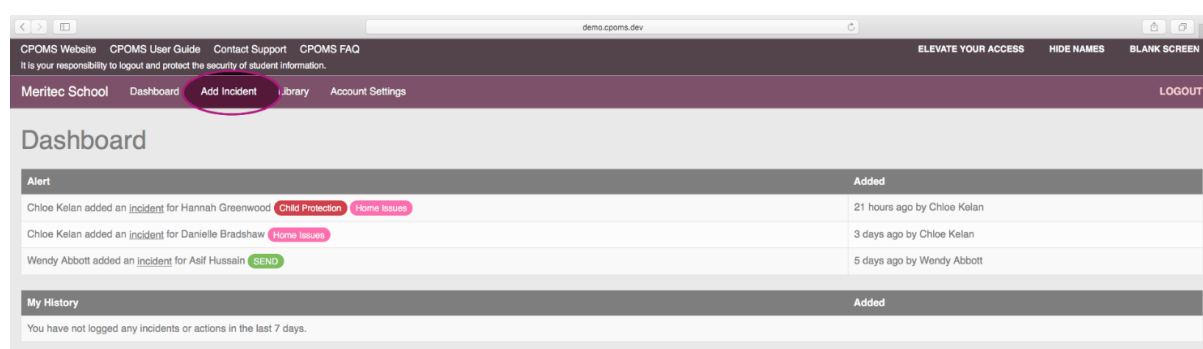 demo.cpoms.dev
CPOMS Website CPOMS User Guide Contact Support CPOMS FAQ ELEVATE YOUR ACCESS HIDE NAMES BLANK SCREEN
It is your responsibility to logout and protect the security of student information.
Meritec School Dashboard Add Incident Library Account Settings LOGOUT
Dashboard
Alert Added
Chloe Kelan added an incident for Hannah Greenwood Child Protection Home Issues 21 hours ago by Chloe Kelan
Chloe Kelan added an incident for Danielle Bradshaw Home Issues 3 days ago by Chloe Kelan
Wendy Abbott added an incident for Asif Hussain SEND 5 days ago by Wendy Abbott
My History Added
You have not logged any incidents or actions in the last 7 days.